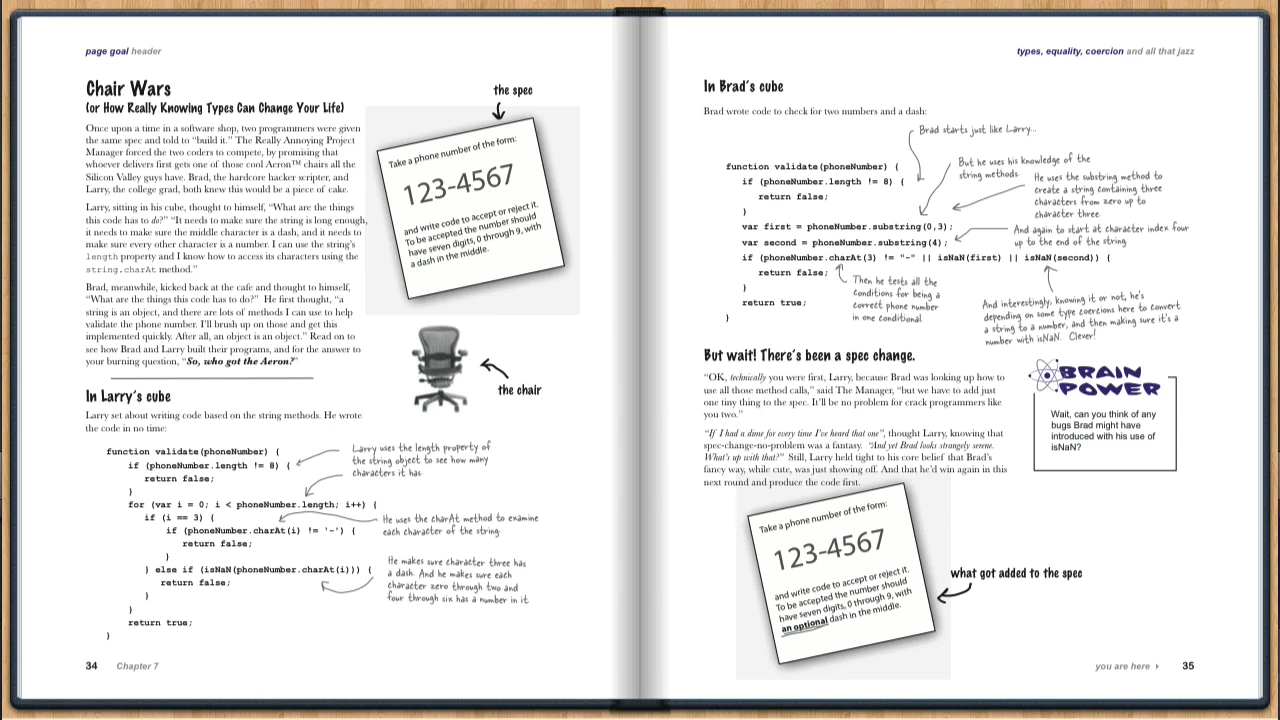 page goal header
Chair Wars
(or How Really Knowing Types Can Change Your Life)
Once upon a time in a software shop, two programmers were given
the same spec and told to “build it.” The Really Annoying Project
Manager forced the two coders to compete, by promising that
whoever delivers first gets one of those cool Aeron™ chairs all the
Silicon Valley guys have. Brad, the hardcore hacker scripter, and
Larry, the college grad, both knew this would be a piece of cake.
Larry, sitting in his cube, thought to himself, “What are the things
this code has to do?” “It needs to make sure the string is long enough,
it needs to make sure the middle character is a dash, and it needs to
make sure every other character is a number. I can use the string's
length property and I know how to access its characters using the
string.charAt method.”
Brad, meanwhile, kicked back at the cafe and thought to himself,
“What are the things this code has to do?” He first thought, “a
string is an object, and there are lots of methods I can use to help
validate the phone number. I'll brush up on those and get this
implemented quickly. After all, an object is an object.” Read on to
see how Brad and Larry built their programs, and for the answer to
your burning question, “So, who got the Aeron?”
the spec
Take a phone number of the form:
123-4567
and write code to accept or reject it.
To be accepted the number should
have seven digits, 0 through 9, with
a dash in the middle.
the chair
In Larry's cube
Larry set about writing code based on the string methods. He wrote
the code in no time:
function validate(phoneNumber) {
if (phoneNumber.length != 8) {
return false;
}
for (var i = 0; i < phoneNumber.length; i++) {
if (i == 3) {
if (phoneNumber.charAt(i) != '-') {
return false;
}
} else if (isNaN(phoneNumber.charAt(i))) {
return false;
}
}
return true;
}
Larry uses the length property of
the string object to see how many
characters it has
He uses the charAt method to examine
each character of the string.
He makes sure character three has
a dash. And he makes sure each
character zero through two and
four through six has a number in it.
34 Chapter 7
types, equality, coercion and all that jazz
In Brad's cube
Brad wrote code to check for two numbers and a dash:
Brad starts just like Larry...
But he uses his knowledge of the
string methods.
He uses the substring method to
create a string containing three
characters from zero up to
character three.
And again to start at character index four
up to the end of the string.
function validate(phoneNumber) {
if (phoneNumber.length != 8) {
return false;
}
var first = phoneNumber.substring(0,3);
var second = phoneNumber.substring(4);
if (phoneNumber.charAt(3) != "-" || isNaN(first) || isNaN(second)) {
return false;
}
return true;
}
Then he tests all the
conditions for being a
correct phone number
in one conditional.
And interestingly, knowing it or not, he's
depending on some type coercions here to convert
a string to a number, and then making sure it's a
number with isNaN. Clever!
But wait! There's been a spec change.
“OK, technically you were first, Larry, because Brad was looking up how to
use all those method calls,” said The Manager, “but we have to add just
one tiny thing to the spec. It'll be no problem for crack programmers like
you two.”
“If I had a dime for every time I've heard that one”, thought Larry, knowing that
spec-change-no-problem was a fantasy. “And yet Brad looks strangely serene.
What's up with that?” Still, Larry held tight to his core belief that Brad's
fancy way, while cute, was just showing off. And that he'd win again in this
next round and produce the code first.
BRAIN
POWER
Wait, can you think of any
bugs Brad might have
introduced with his use of
isNaN?
Take a phone number of the form:
123-4567
and write code to accept or reject it.
To be accepted the number should
have seven digits, 0 through 9, with
an optional dash in the middle.
what got added to the spec
you are here ▸ 35